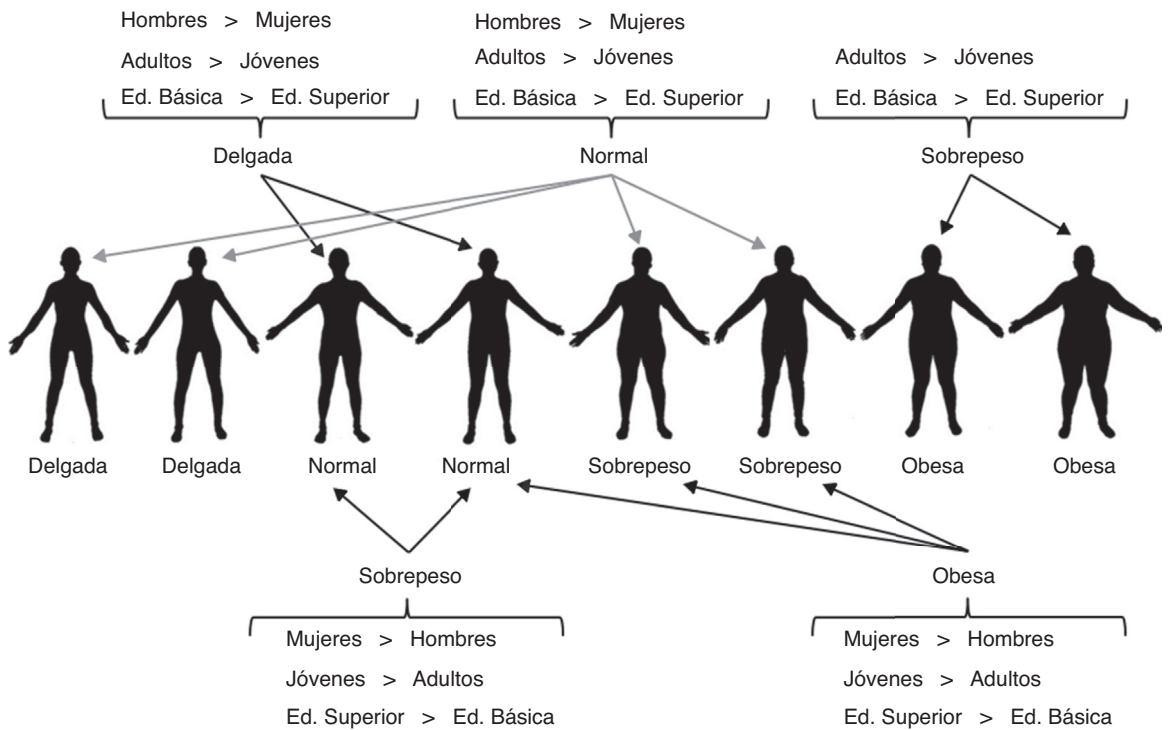 Hombres > Mujeres
Adultos > Jóvenes
Ed. Básica > Ed. Superior
Delgada
Hombres > Mujeres
Adultos > Jóvenes
Ed. Básica > Ed. Superior
Normal
Adultos > Jóvenes
Ed. Básica > Ed. Superior
Sobrepeso
Delgada Delgada Normal Normal Sobrepeso Sobrepeso Obesa Obesa
Sobrepeso
Mujeres > Hombres
Jóvenes > Adultos
Ed. Superior > Ed. Básica
Obesa
Mujeres > Hombres
Jóvenes > Adultos
Ed. Superior > Ed. Básica